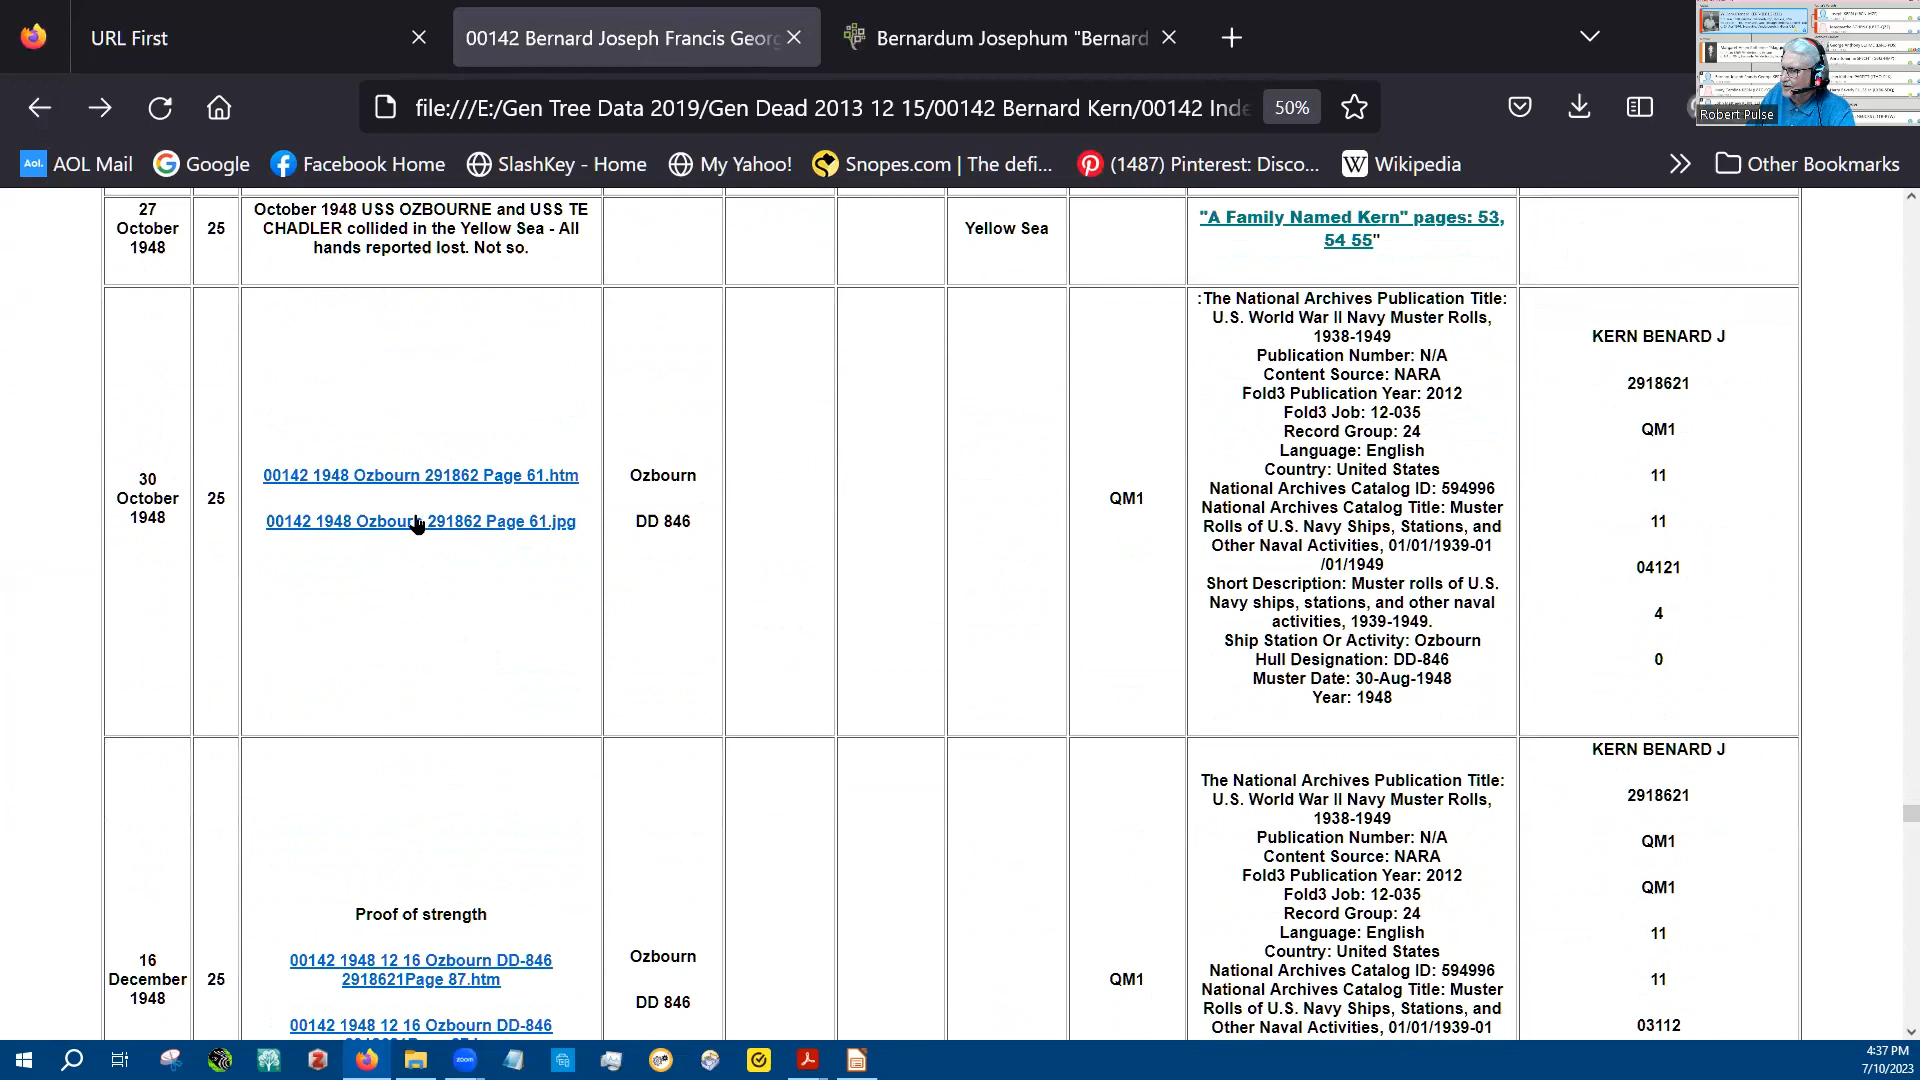 URL First
00142 Bernard Joseph Francis Geor
Bernardum Josephum "Bernard
file:///E:/Gen Tree Data 2019/Gen Dead 2013 12 15/00142 Bernard Kern/00142 Inde
50%
Robert Pulse
AOL Mail
Google
Facebook Home
SlashKey - Home
My Yahoo!
Snopes.com | The defi...
(1487) Pinterest: Disco...
Wikipedia
Other Bookmarks
27
October
1948
25
October 1948 USS OZBOURNE and USS TE
CHADLER collided in the Yellow Sea - All
hands reported lost. Not so.
Yellow Sea
"A Family Named Kern" pages: 53,
54 55"
30
October
1948
25
00142 1948 Ozbourn 291862 Page 61.htm
00142 1948 Ozbourn 291862 Page 61.jpg
Ozbourn
DD 846
QM1
:The National Archives Publication Title:
U.S. World War II Navy Muster Rolls,
1938-1949
Publication Number: N/A
Content Source: NARA
Fold3 Publication Year: 2012
Fold3 Job: 12-035
Record Group: 24
Language: English
Country: United States
National Archives Catalog ID: 594996
National Archives Catalog Title: Muster
Rolls of U.S. Navy Ships, Stations, and
Other Naval Activities, 01/01/1939-01
/01/1949
Short Description: Muster rolls of U.S.
Navy ships, stations, and other naval
activities, 1939-1949.
Ship Station Or Activity: Ozbourn
Hull Designation: DD-846
Muster Date: 30-Aug-1948
Year: 1948
KERN BENARD J
2918621
QM1
11
11
04121
4
0
16
December
1948
25
Proof of strength
00142 1948 12 16 Ozbourn DD-846
2918621Page 87.htm
00142 1948 12 16 Ozbourn DD-846
Ozbourn
DD 846
QM1
The National Archives Publication Title:
U.S. World War II Navy Muster Rolls,
1938-1949
Publication Number: N/A
Content Source: NARA
Fold3 Publication Year: 2012
Fold3 Job: 12-035
Record Group: 24
Language: English
Country: United States
National Archives Catalog ID: 594996
National Archives Catalog Title: Muster
Rolls of U.S. Navy Ships, Stations, and
Other Naval Activities, 01/01/1939-01
KERN BENARD J
2918621
QM1
QM1
11
11
03112
4:37 PM
7/10/2023